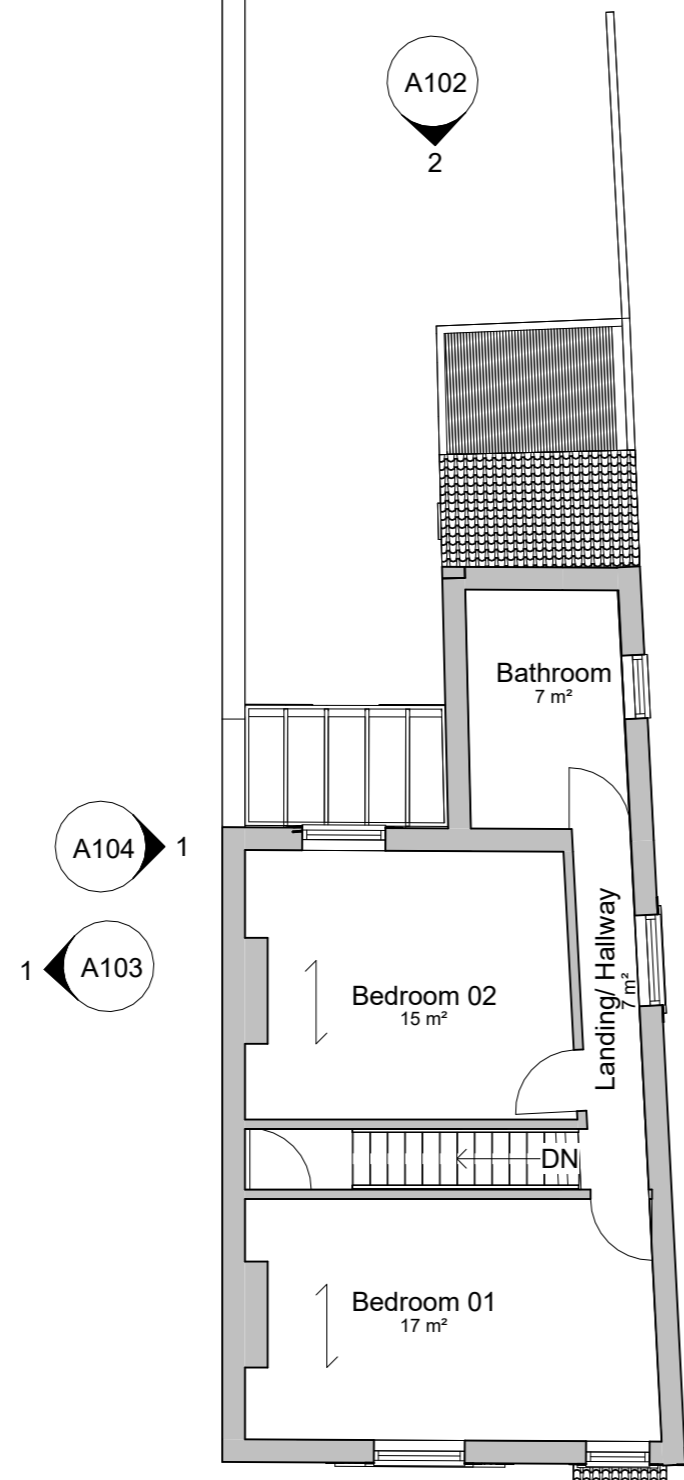 A102
2
Bathroom
7 m²
A104
1
1
A103
Bedroom 02
15 m²
Landing/ Hallway
7 m²
DN
Bedroom 01
17 m²